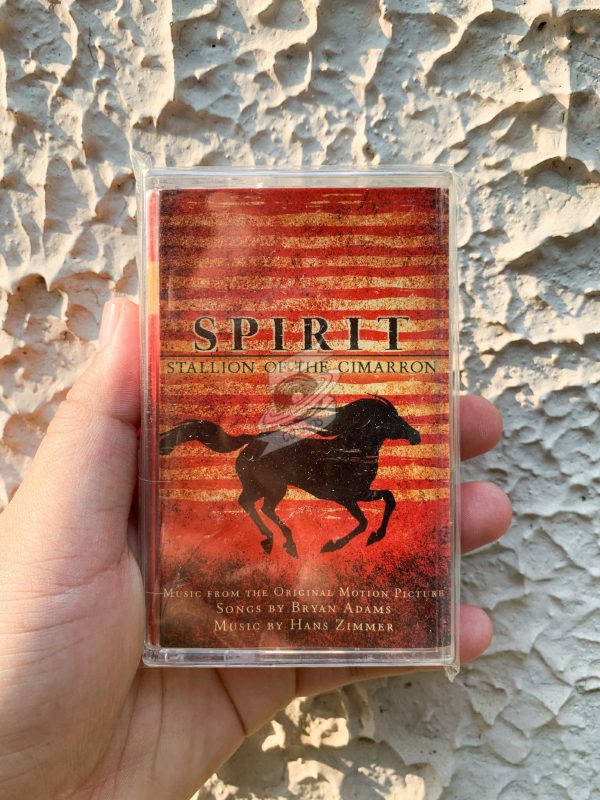 SPIRIT
STALLION OF THE CIMARRON
MUSIC FROM THE ORIGINAL MOTION PICTURE
SONGS BY BRYAN ADAMS
MUSIC BY HANS ZIMMER